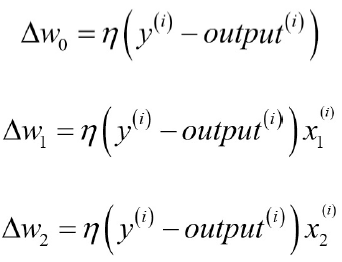 Δw₀ = η(y⁽ⁱ⁾ − output⁽ⁱ⁾)
Δw₁ = η(y⁽ⁱ⁾ − output⁽ⁱ⁾)x₁⁽ⁱ⁾
Δw₂ = η(y⁽ⁱ⁾ − output⁽ⁱ⁾)x₂⁽ⁱ⁾